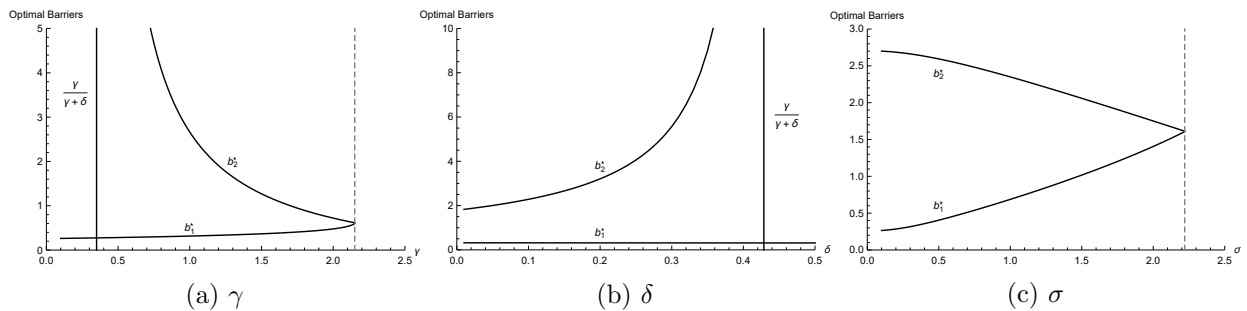 Optimal Barriers
5
4
3
2
1
0
0.0 0.5 1.0 1.5 2.0 2.5
γ
γ
γ + δ
b₂*
b₁*
(a) γ
Optimal Barriers
10
8
6
4
2
0
0.0 0.1 0.2 0.3 0.4 0.5
δ
γ
γ + δ
b₂*
b₁*
(b) δ
Optimal Barriers
3.0
2.5
2.0
1.5
1.0
0.5
0.0
0.0 0.5 1.0 1.5 2.0 2.5
σ
b₂*
b₁*
(c) σ